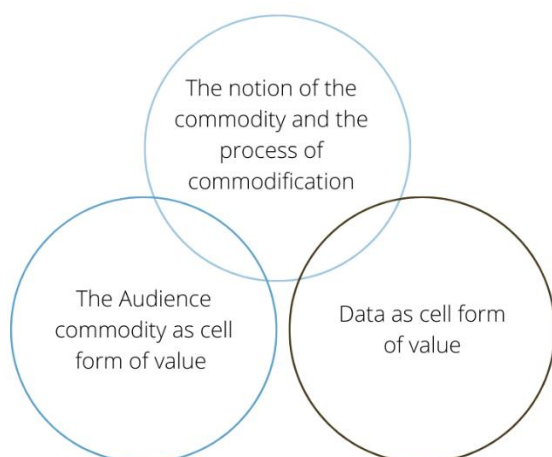 The notion of the
commodity and the
process of
commodification
The Audience
commodity as cell
form of value
Data as cell form
of value